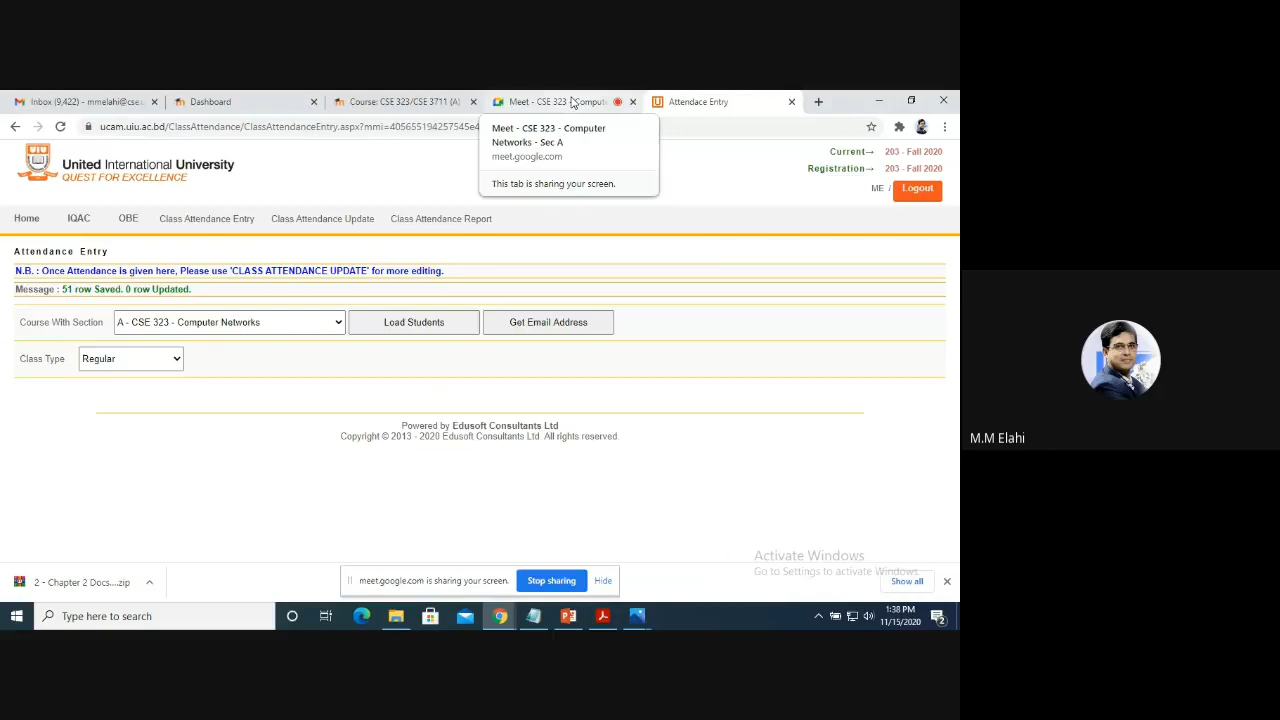 Inbox (9,422) - mmelahi@cse.
Dashboard
Course: CSE 323/CSE 3711 (A)
Meet - CSE 323 - Comput
Attendace Entry
ucam.uiu.ac.bd/ClassAttendance/ClassAttendanceEntry.aspx?mmi=405655194257545e4
Meet - CSE 323 - Computer
Networks - Sec A
meet.google.com
This tab is sharing your screen.
United International University
QUEST FOR EXCELLENCE
Current→ 203 - Fall 2020
Registration→ 203 - Fall 2020
ME / Logout
Home IQAC OBE Class Attendance Entry Class Attendance Update Class Attendance Report
Attendance Entry
N.B. : Once Attendance is given here, Please use 'CLASS ATTENDANCE UPDATE' for more editing.
Message : 51 row Saved. 0 row Updated.
Course With Section A - CSE 323 - Computer Networks Load Students Get Email Address
Class Type Regular
Powered by Edusoft Consultants Ltd
Copyright © 2013 - 2020 Edusoft Consultants Ltd. All rights reserved.
M.M Elahi
Activate Windows
Go to Settings to activate Windows.
2 - Chapter 2 Docs....zip
meet.google.com is sharing your screen. Stop sharing Hide
Show all
Type here to search
1:38 PM
11/15/2020
2